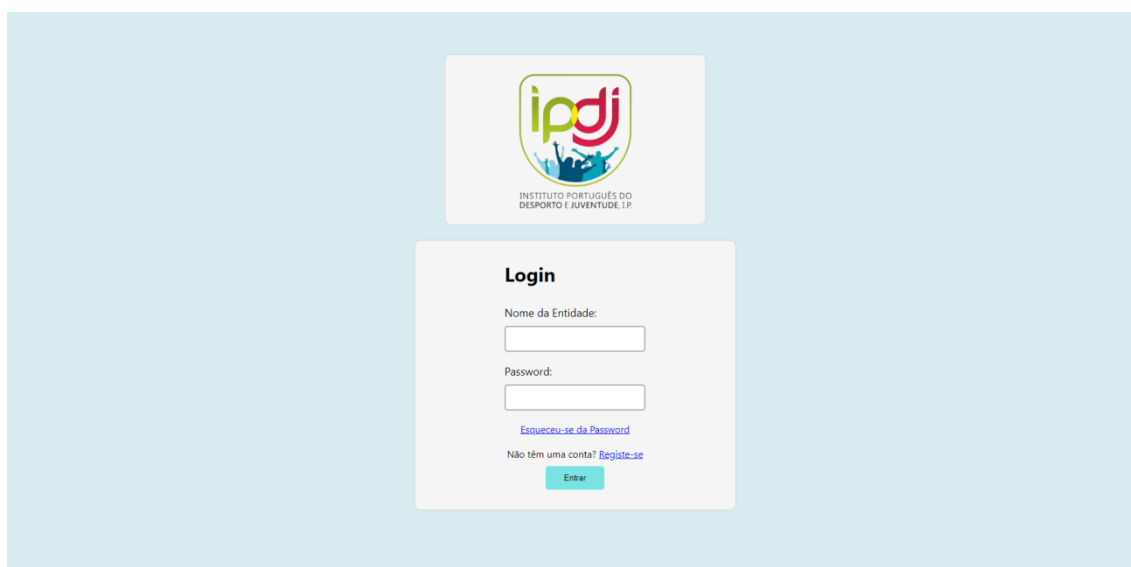 ipdj
INSTITUTO PORTUGUÊS DO
DESPORTO E JUVENTUDE, I.P.
Login
Nome da Entidade:
Password:
Esqueceu-se da Password
Não têm uma conta? Registe-se
Entrar